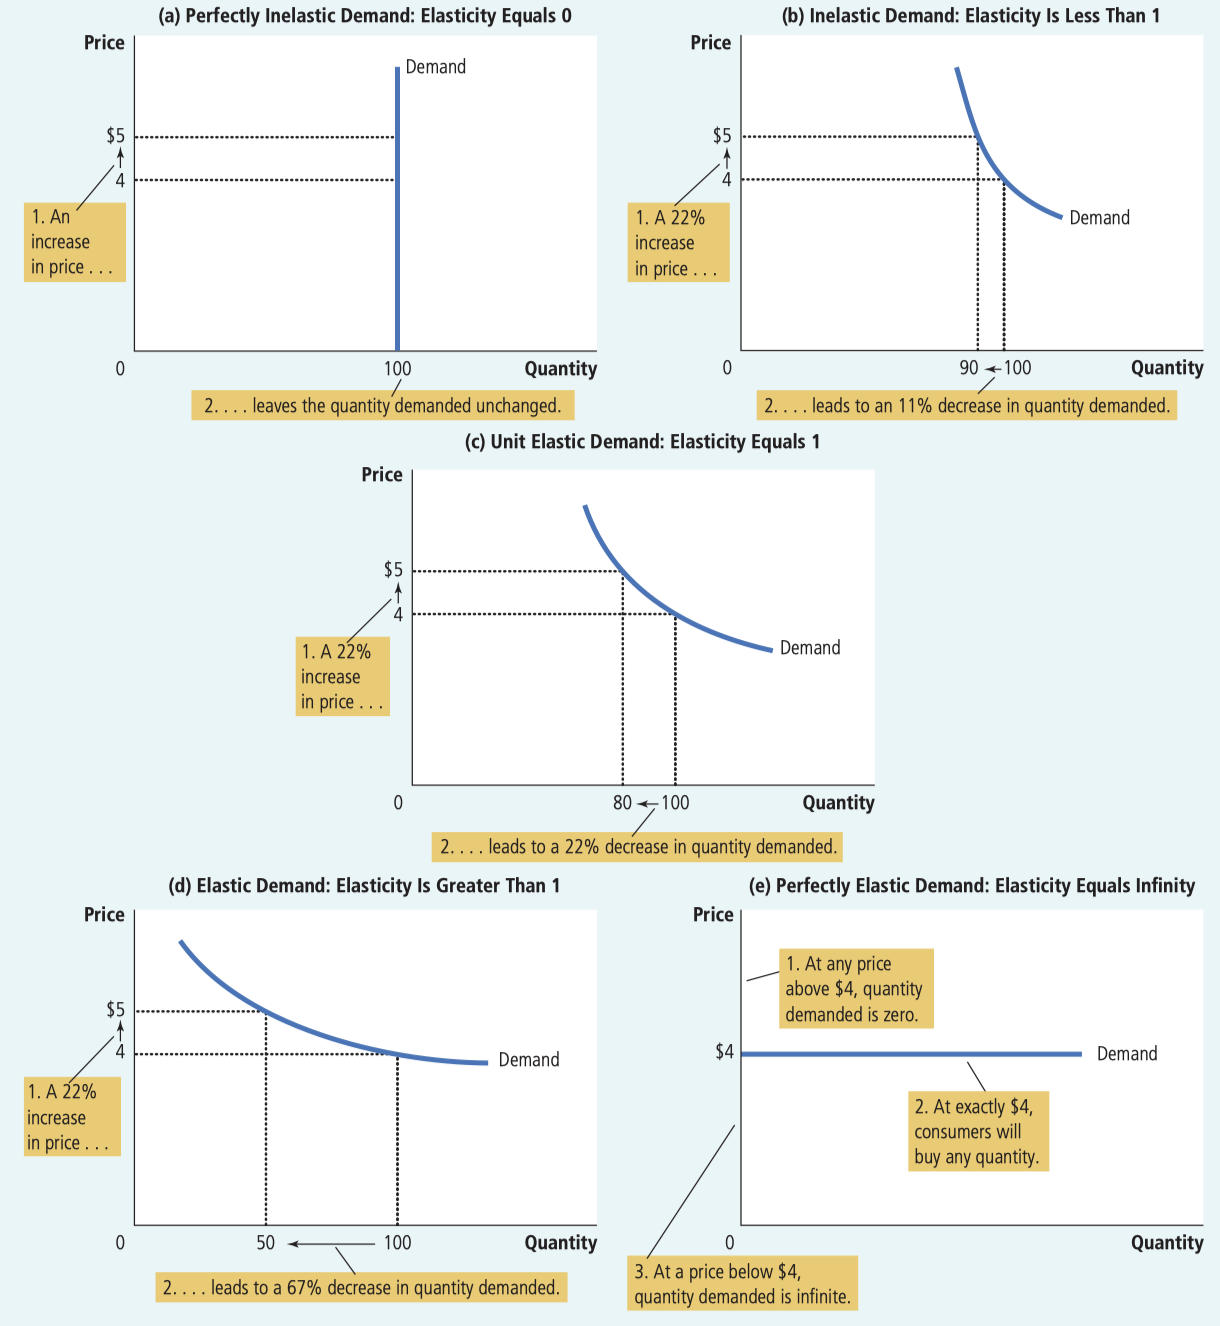 (a) Perfectly Inelastic Demand: Elasticity Equals 0
Price
Demand
$5
4
1. An
increase
in price . . .
0
100
Quantity
2. . . . leaves the quantity demanded unchanged.
(b) Inelastic Demand: Elasticity Is Less Than 1
Price
$5
4
1. A 22%
increase
in price . . .
Demand
0
90
100
Quantity
2. . . . leads to an 11% decrease in quantity demanded.
(c) Unit Elastic Demand: Elasticity Equals 1
Price
$5
4
1. A 22%
increase
in price . . .
Demand
0
80
100
Quantity
2. . . . leads to a 22% decrease in quantity demanded.
(d) Elastic Demand: Elasticity Is Greater Than 1
Price
$5
4
Demand
1. A 22%
increase
in price . . .
0
50
100
Quantity
2. . . . leads to a 67% decrease in quantity demanded.
(e) Perfectly Elastic Demand: Elasticity Equals Infinity
Price
1. At any price
above $4, quantity
demanded is zero.
$4
Demand
2. At exactly $4,
consumers will
buy any quantity.
0
Quantity
3. At a price below $4,
quantity demanded is infinite.